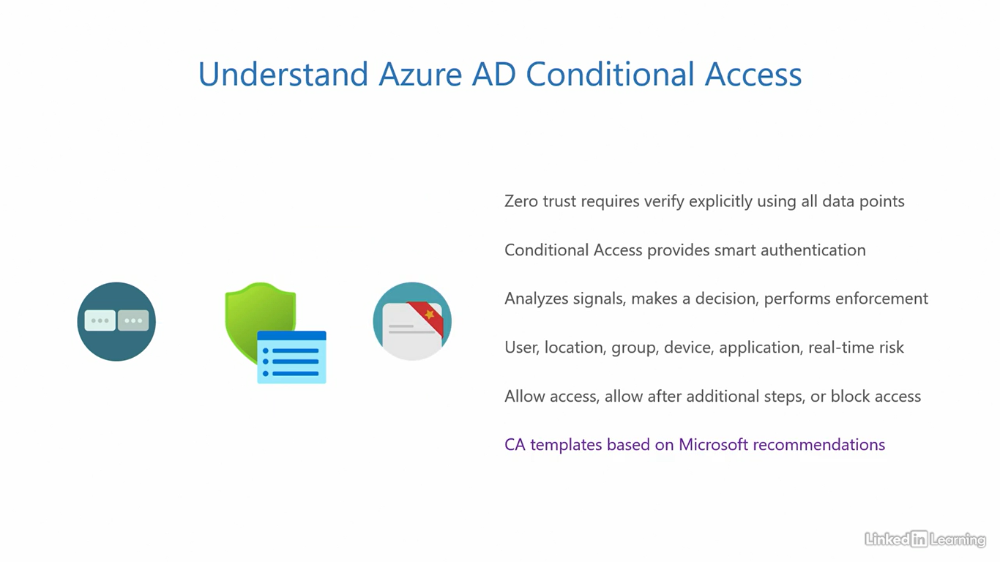 Understand Azure AD Conditional Access
Zero trust requires verify explicitly using all data points
Conditional Access provides smart authentication
Analyzes signals, makes a decision, performs enforcement
User, location, group, device, application, real-time risk
Allow access, allow after additional steps, or block access
CA templates based on Microsoft recommendations
Linked in Learning